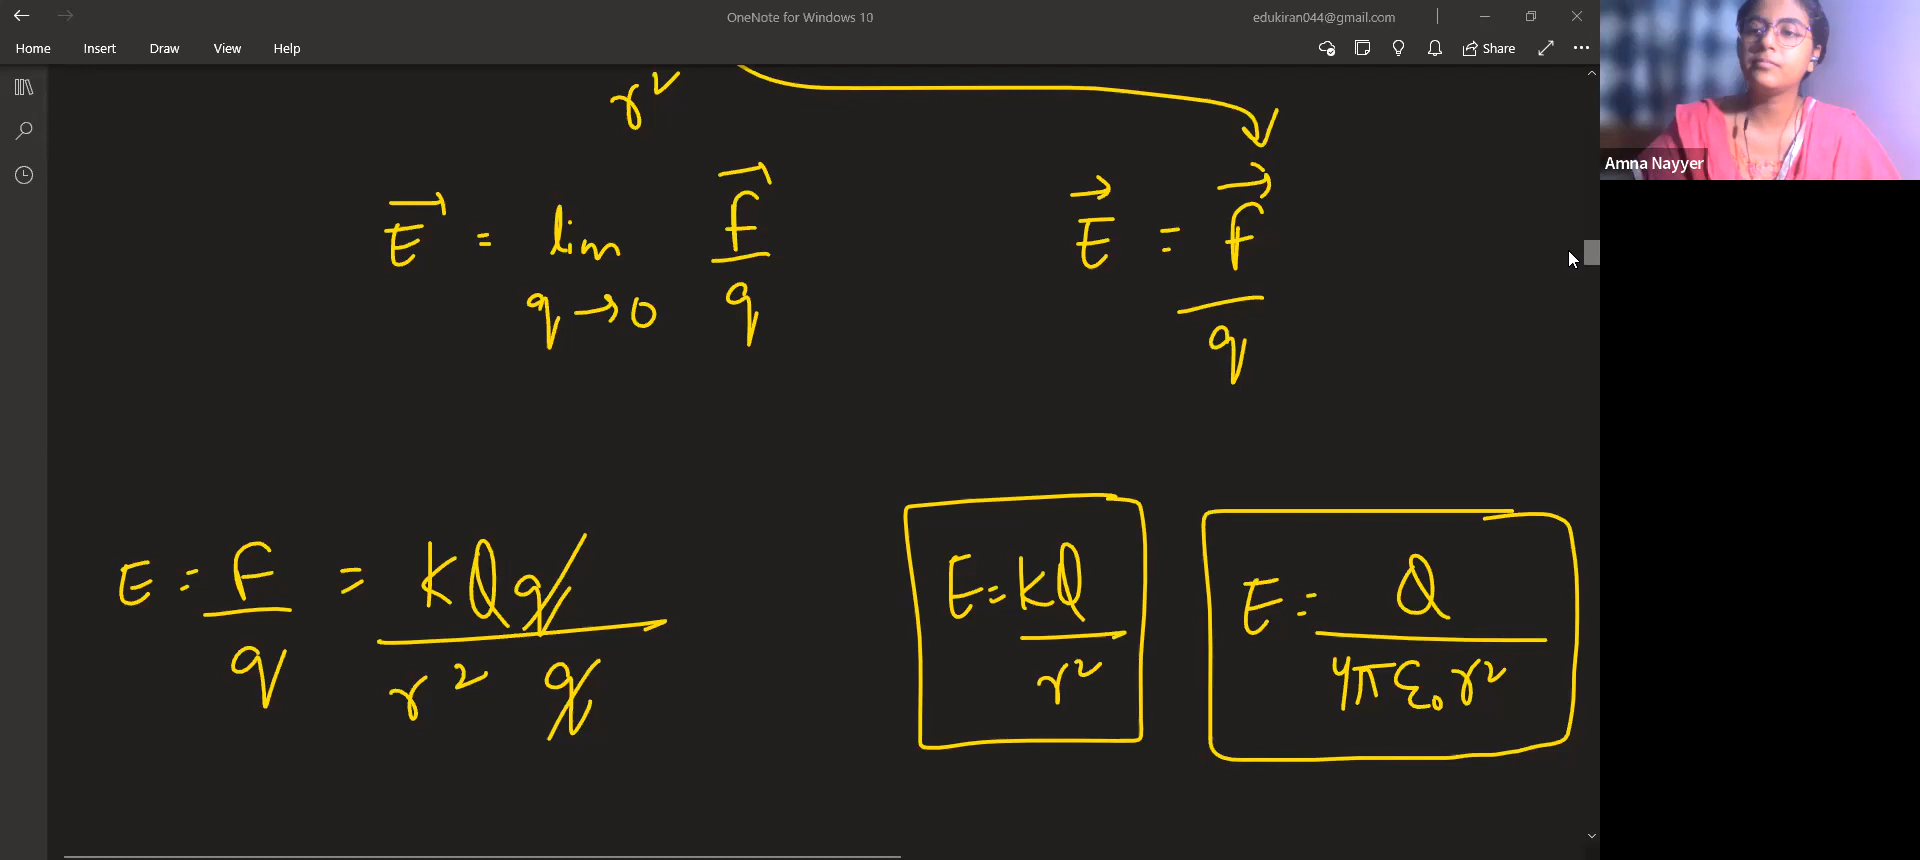 OneNote for Windows 10
edukiran044@gmail.com
Home Insert Draw View Help
Share
Amna Nayyer
r²
E⃗ = lim q→0 F⃗/q
E⃗ = F⃗/q
E = F/q = KQq/r² q
E = KQ/r²
E = Q/4πε₀r²